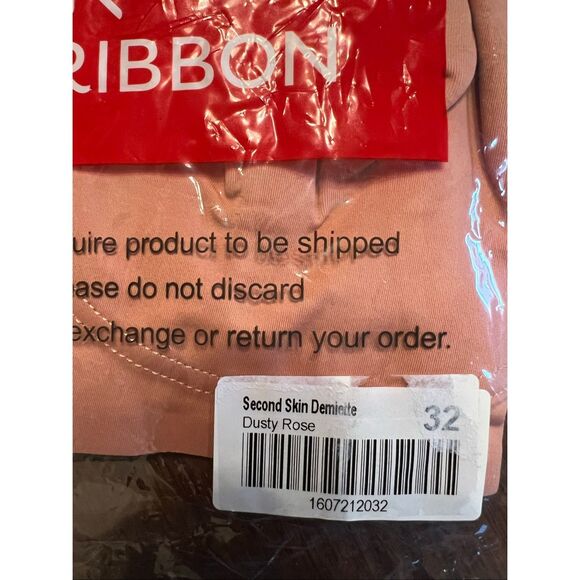 RIBBON
uire product to be shipped
ease do not discard
exchange or return your order.
Second Skin Demiette 32
Dusty Rose
1607212032